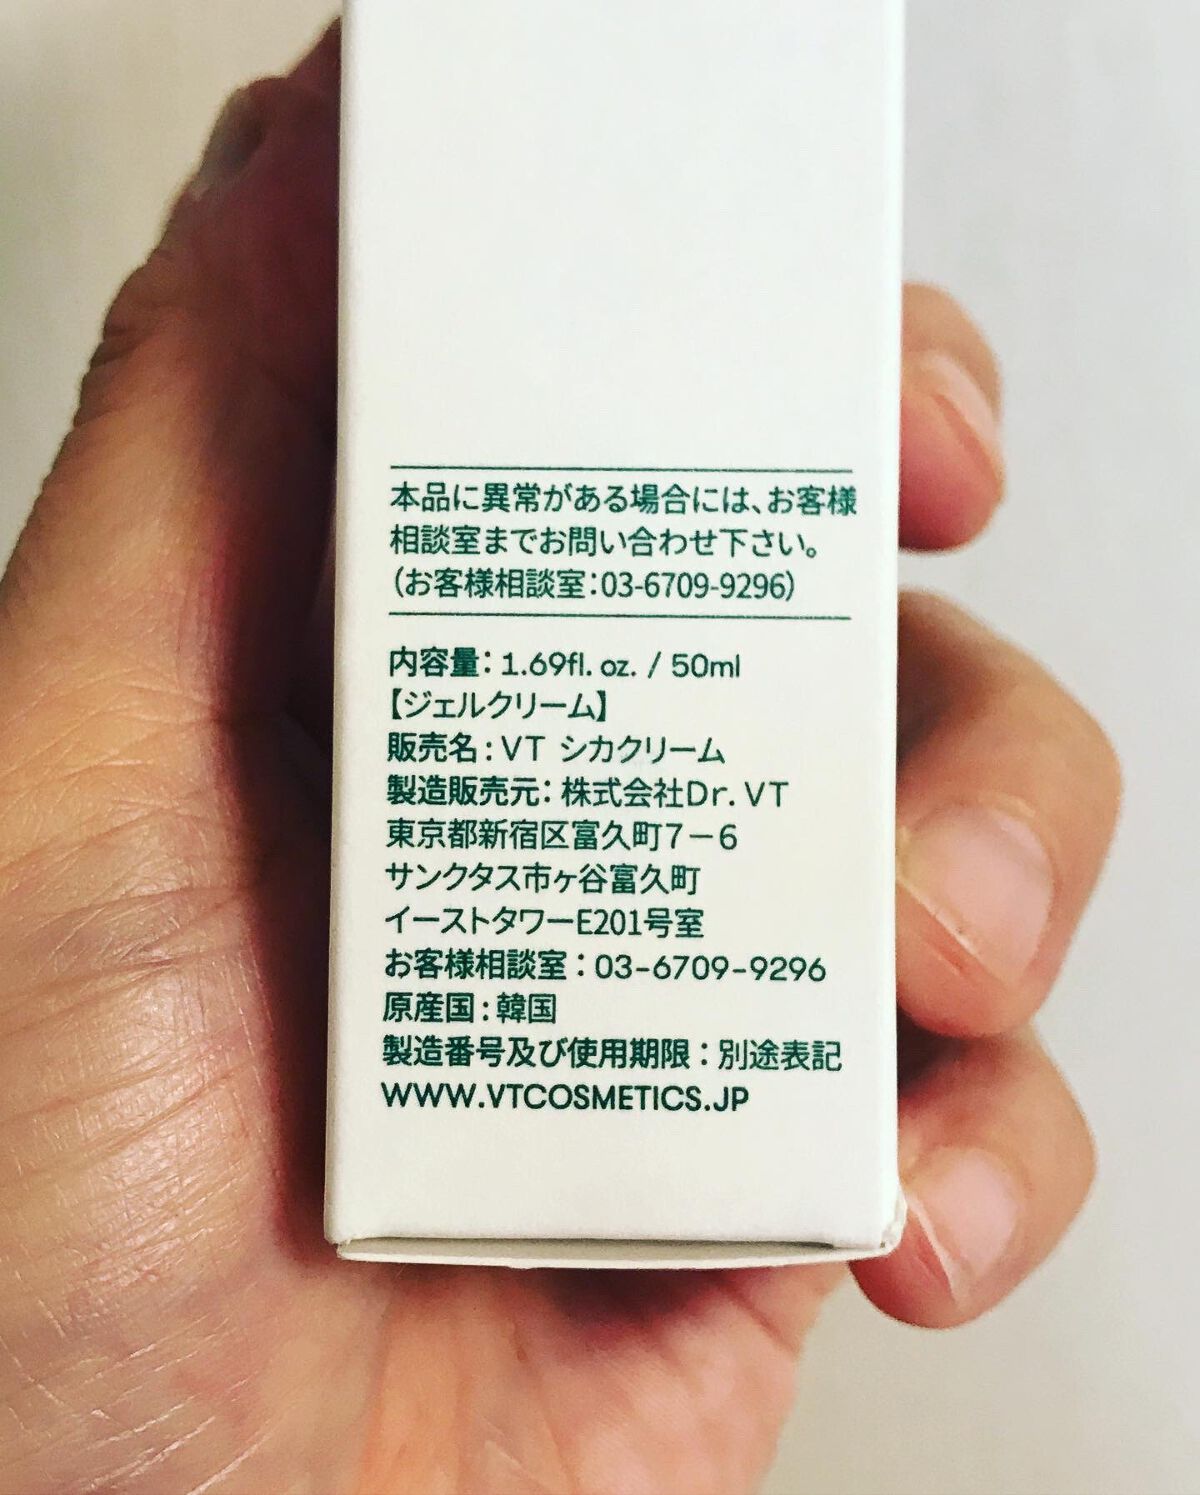 本品に異常がある場合には、お客様
相談室までお問い合わせ下さい。
（お客様相談室：03-6709-9296）
内容量：1.69fl. oz. / 50ml
【ジェルクリーム】
販売名：VT シカクリーム
製造販売元：株式会社Dr. VT
東京都新宿区富久町7－6
サンクタス市ヶ谷富久町
イーストタワーE201号室
お客様相談室：03-6709-9296
原産国：韓国
製造番号及び使用期限：別途表記
WWW.VTCOSMETICS.JP